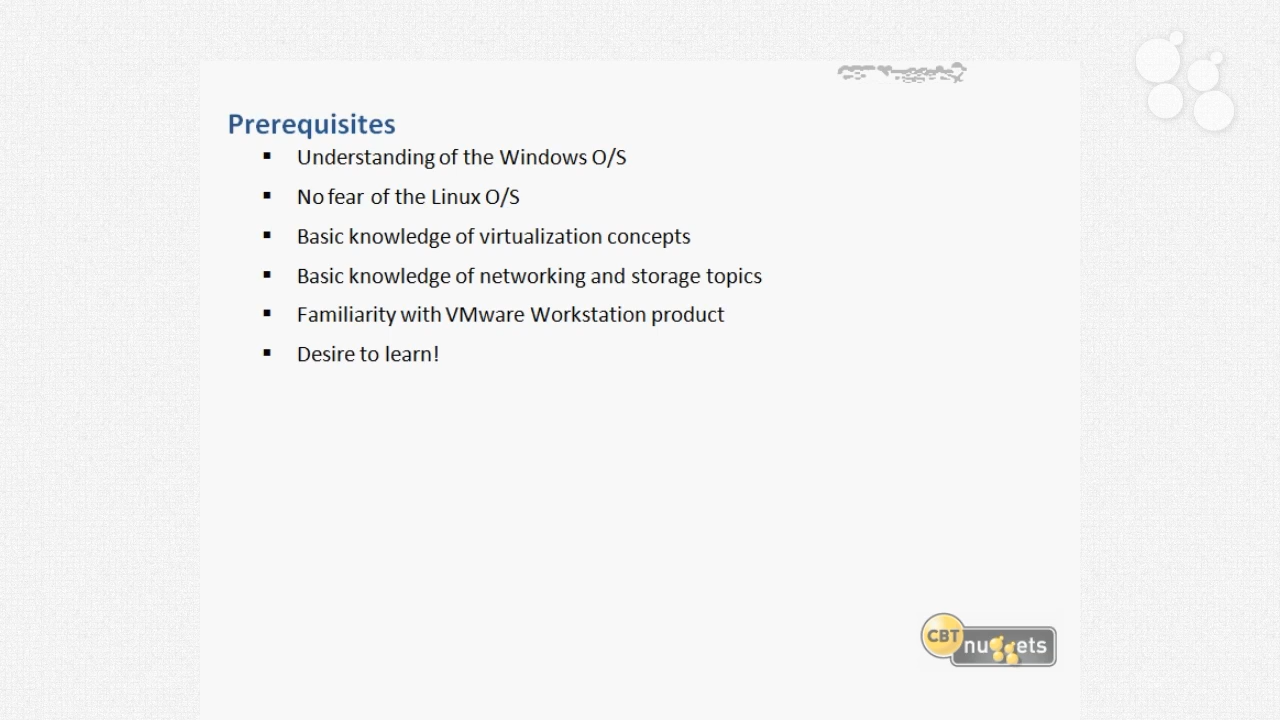 Prerequisites
▪ Understanding of the Windows O/S
▪ No fear of the Linux O/S
▪ Basic knowledge of virtualization concepts
▪ Basic knowledge of networking and storage topics
▪ Familiarity with VMware Workstation product
▪ Desire to learn!
CBT nuggets